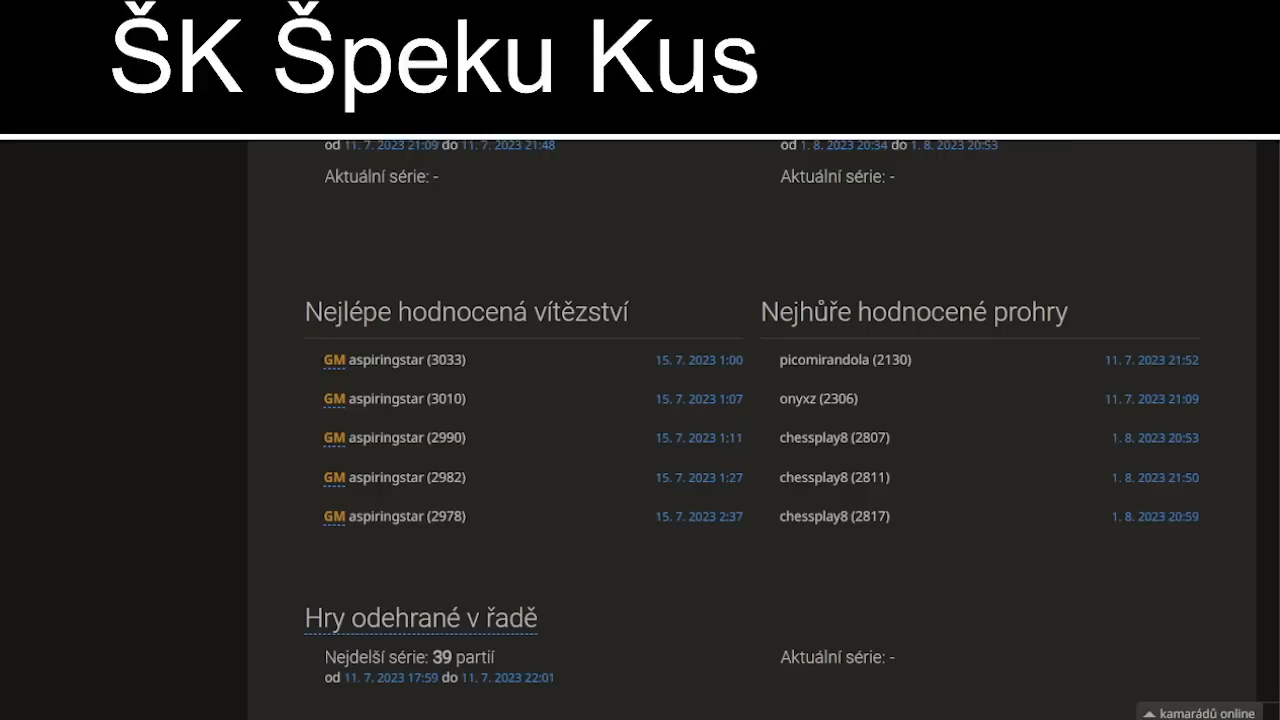 ŠK Špeku Kus
od 11. 7. 2023 21:09 do 11. 7. 2023 21:48
od 1. 8. 2023 20:34 do 1. 8. 2023 20:53
Aktuální série: -
Aktuální série: -
Nejlépe hodnocená vítězství
GM aspiringstar (3033) 15. 7. 2023 1:00
GM aspiringstar (3010) 15. 7. 2023 1:07
GM aspiringstar (2990) 15. 7. 2023 1:11
GM aspiringstar (2982) 15. 7. 2023 1:27
GM aspiringstar (2978) 15. 7. 2023 2:37
Nejhůře hodnocené prohry
picomirandola (2130) 11. 7. 2023 21:52
onyxz (2306) 11. 7. 2023 21:09
chessplay8 (2807) 1. 8. 2023 20:53
chessplay8 (2811) 1. 8. 2023 21:50
chessplay8 (2817) 1. 8. 2023 20:59
Hry odehrané v řadě
Nejdelší série: 39 partií
od 11. 7. 2023 17:59 do 11. 7. 2023 22:01
Aktuální série: -
kamarádů online